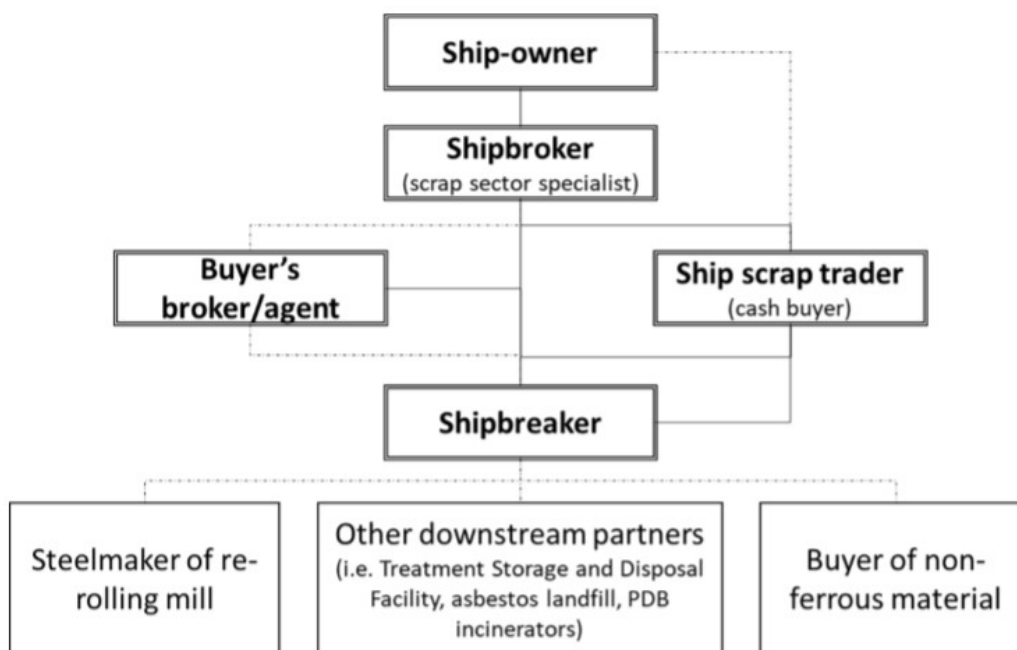 Ship-owner
Shipbroker
(scrap sector specialist)
Buyer's
broker/agent
Ship scrap trader
(cash buyer)
Shipbreaker
Steelmaker of re-
rolling mill
Other downstream partners
(i.e. Treatment Storage and Disposal
Facility, asbestos landfill, PDB
incinerators)
Buyer of non-
ferrous material